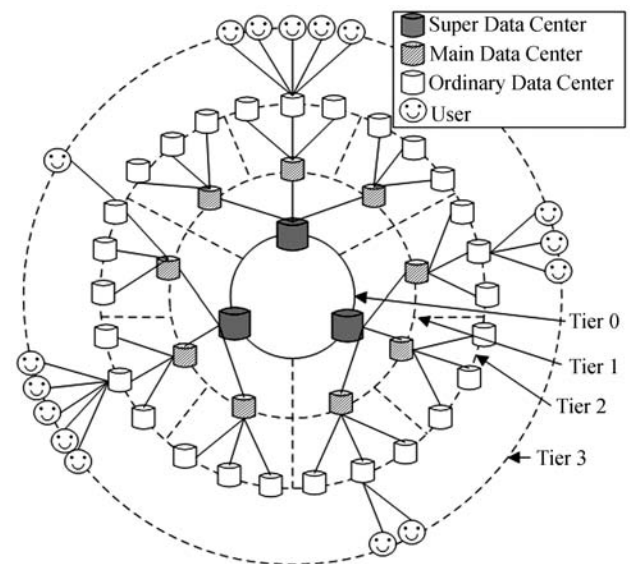 Super Data Center
Main Data Center
Ordinary Data Center
User
Tier 0
Tier 1
Tier 2
Tier 3